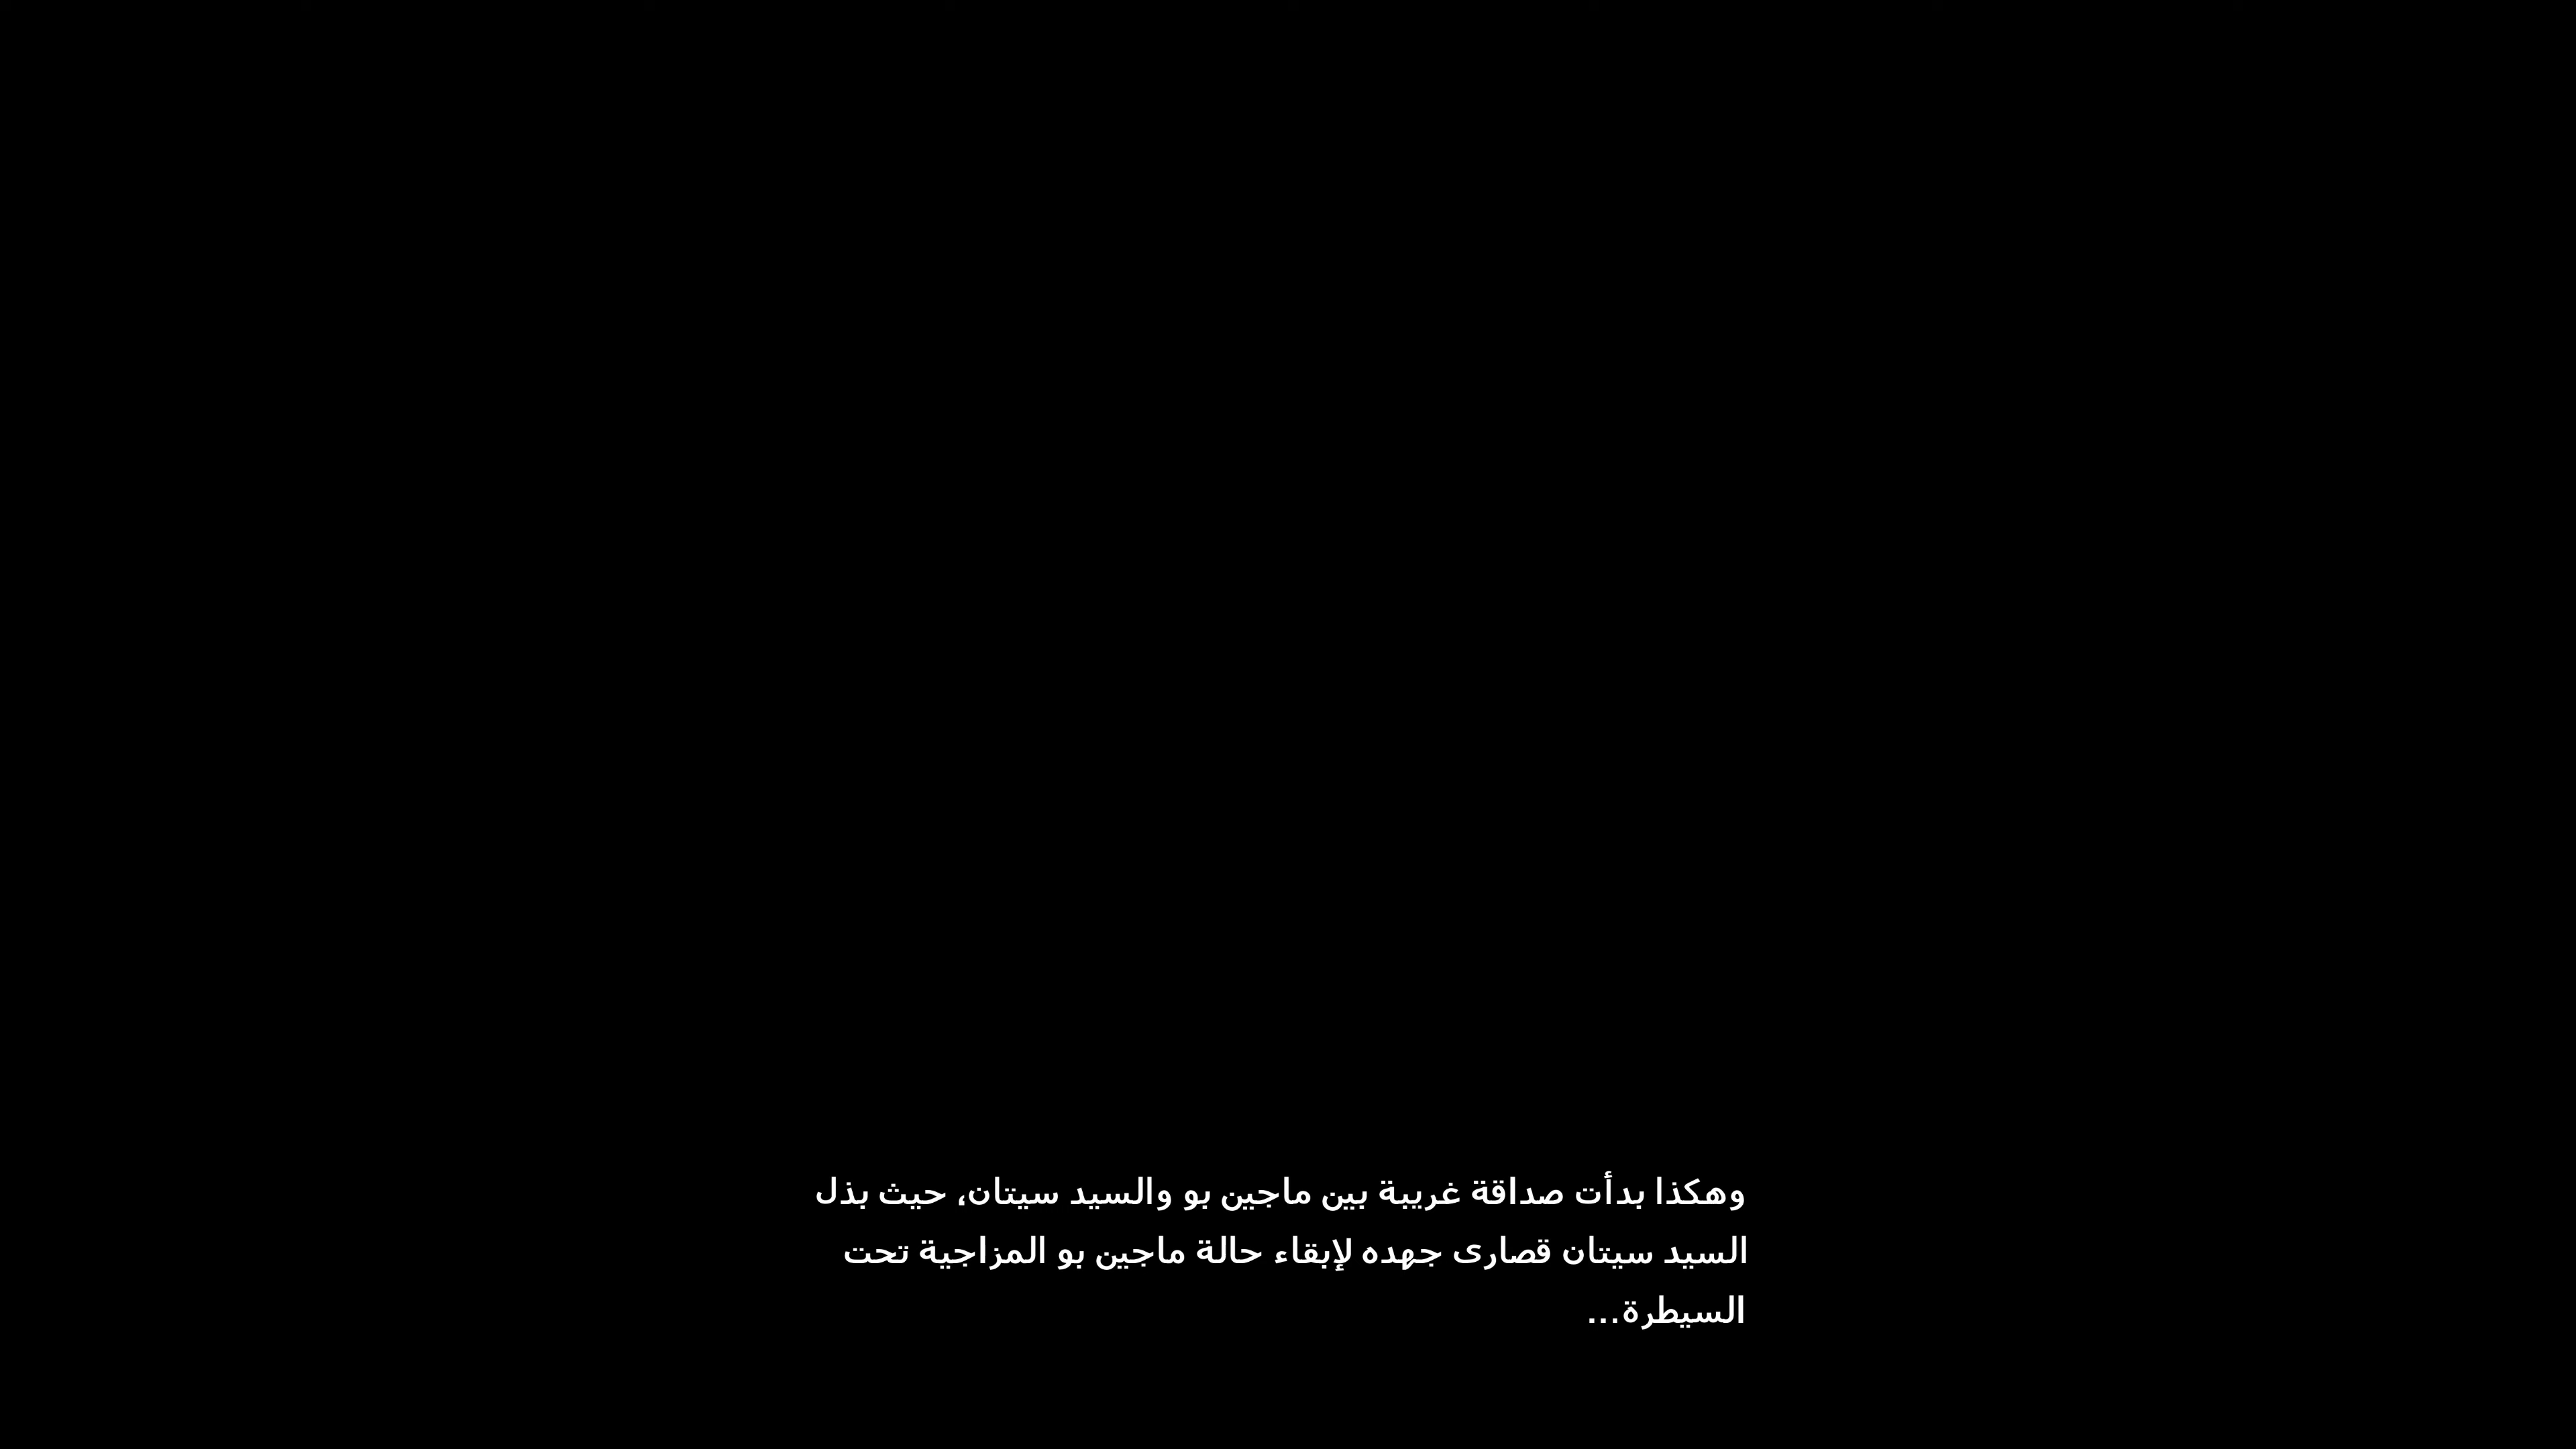 وهكذا بدأت صداقة غريبة بين ماجين بو والسيد سيتان، حيث بذل
السيد سيتان قصارى جهده لإبقاء حالة ماجين بو المزاجية تحت
السيطرة...